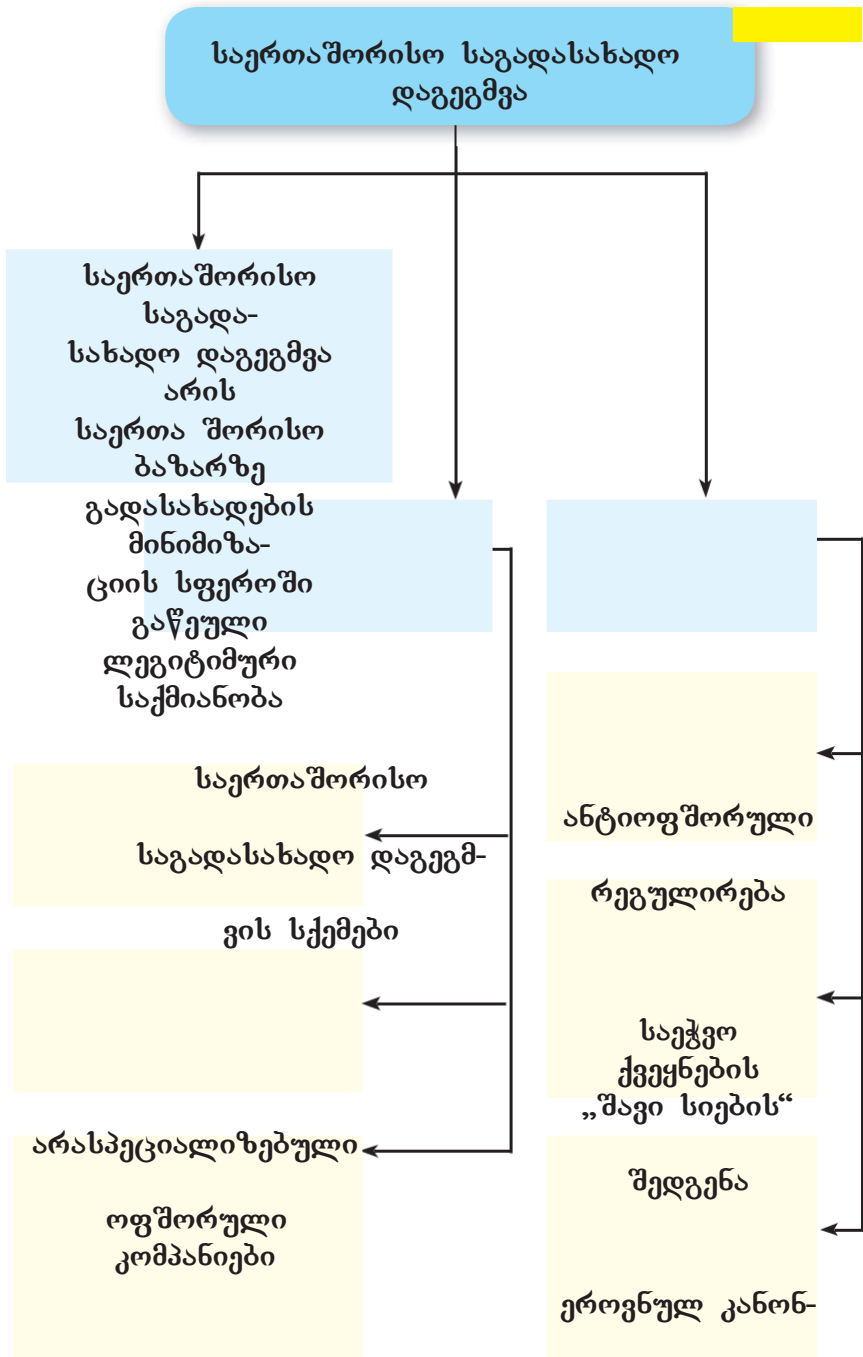 საერთაშორისო საგადასახადო
დაგეგმვა
საერთაშორისო
საგადა-
სახადო დაგეგმვა
არის
საერთა შორისო
ბაზარზე
გადასახადების
მინიმიზა-
ციის სფეროში
გაწეული
ლეგიტიმური
საქმიანობა
საერთაშორისო
საგადასახადო დაგეგმ-
ვის სქემები
არასპეციალიზებული
ოფშორული
კომპანიები
ანტიოფშორული
რეგულირება
საეჭვო
ქვეყნების
„შავი სიების“
შედგენა
ეროვნულ კანონ-